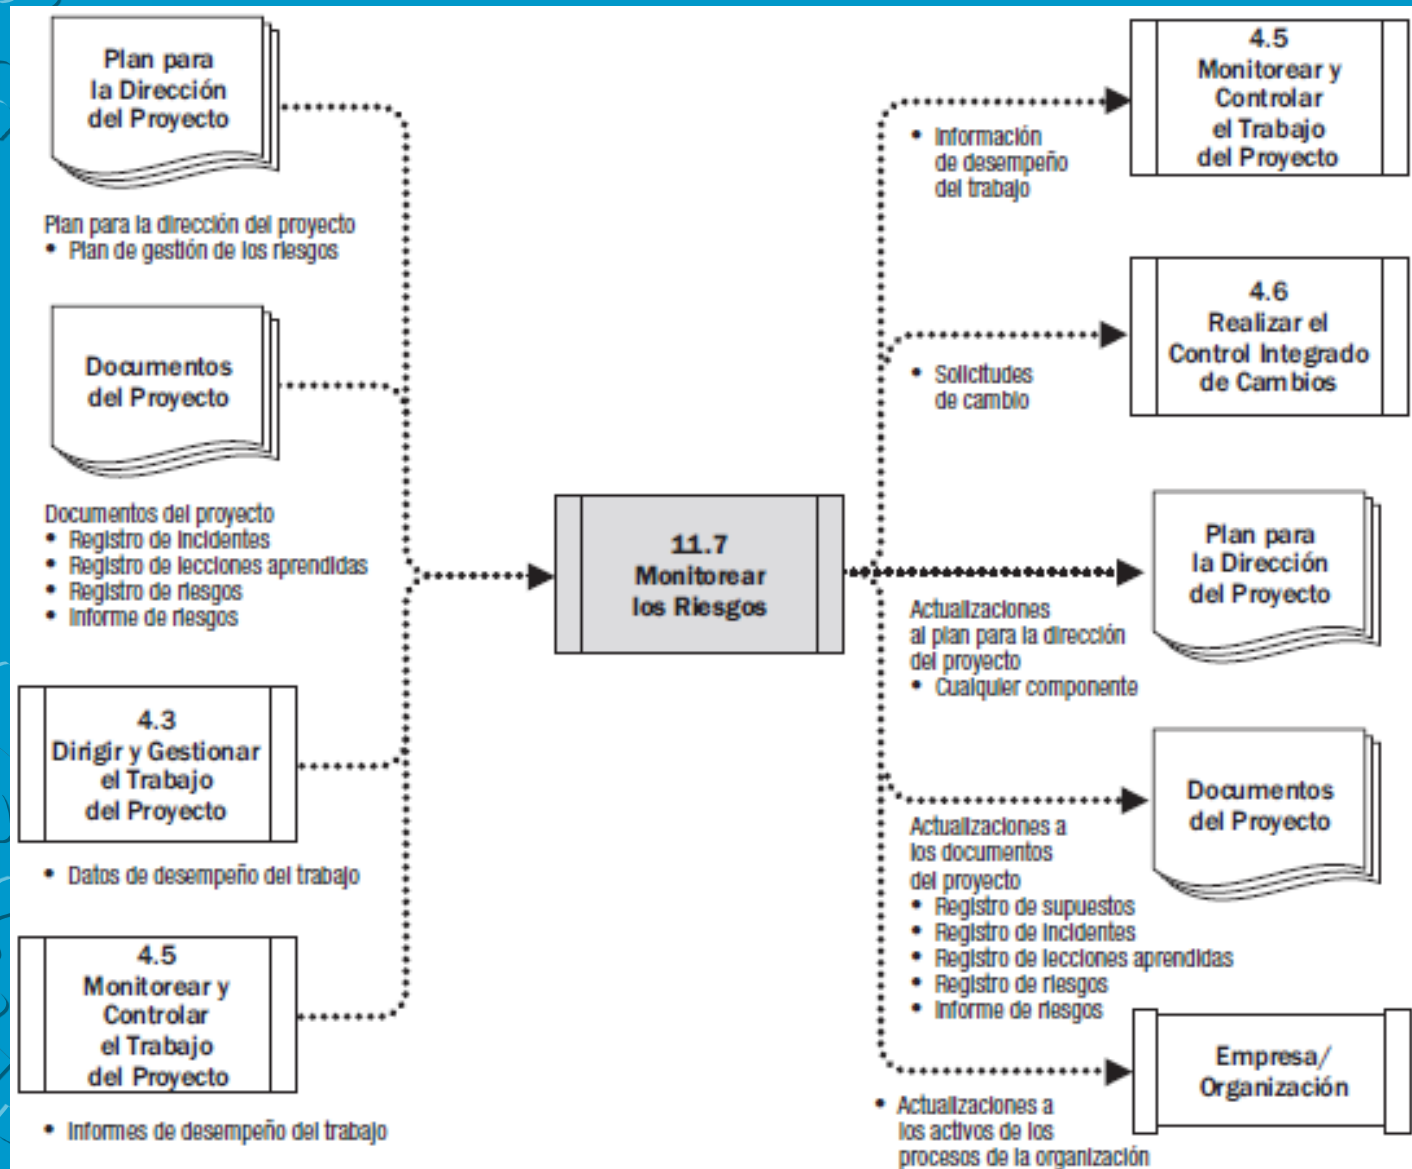 Plan para
la Dirección
del Proyecto
Plan para la dirección del proyecto
• Plan de gestión de los riesgos
Documentos
del Proyecto
Documentos del proyecto
• Registro de incidentes
• Registro de lecciones aprendidas
• Registro de riesgos
• Informe de riesgos
4.3
Dirigir y Gestionar
el Trabajo
del Proyecto
• Datos de desempeño del trabajo
4.5
Monitorear y
Controlar
el Trabajo
del Proyecto
• Informes de desempeño del trabajo
11.7
Monitorear
los Riesgos
4.5
Monitorear y
Controlar
el Trabajo
del Proyecto
• Información
de desempeño
del trabajo
4.6
Realizar el
Control Integrado
de Cambios
• Solicitudes
de cambio
Plan para
la Dirección
del Proyecto
Actualizaciones
al plan para la dirección
del proyecto
• Cualquier componente
Documentos
del Proyecto
Actualizaciones a
los documentos
del proyecto
• Registro de supuestos
• Registro de incidentes
• Registro de lecciones aprendidas
• Registro de riesgos
• Informe de riesgos
Empresa/
Organización
• Actualizaciones a
los activos de los
procesos de la organización